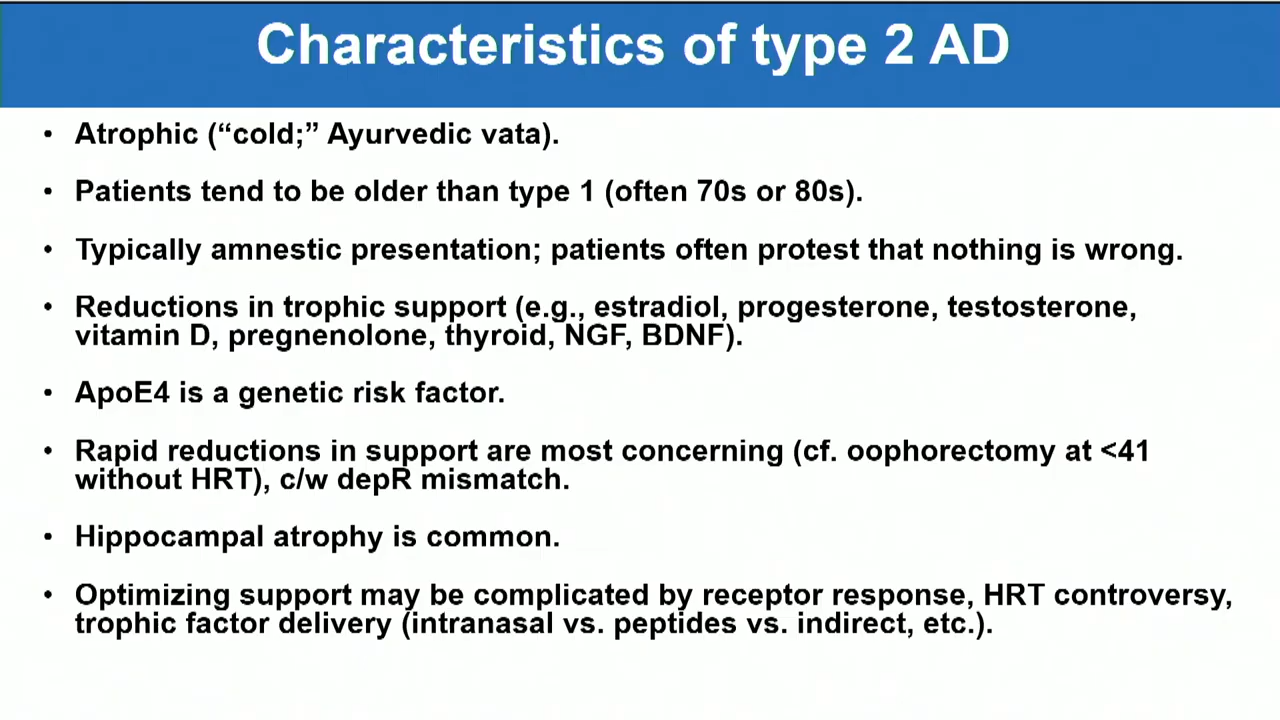 Characteristics of type 2 AD
• Atrophic (“cold;” Ayurvedic vata).
• Patients tend to be older than type 1 (often 70s or 80s).
• Typically amnestic presentation; patients often protest that nothing is wrong.
• Reductions in trophic support (e.g., estradiol, progesterone, testosterone,
vitamin D, pregnenolone, thyroid, NGF, BDNF).
• ApoE4 is a genetic risk factor.
• Rapid reductions in support are most concerning (cf. oophorectomy at <41
without HRT), c/w depR mismatch.
• Hippocampal atrophy is common.
• Optimizing support may be complicated by receptor response, HRT controversy,
trophic factor delivery (intranasal vs. peptides vs. indirect, etc.).